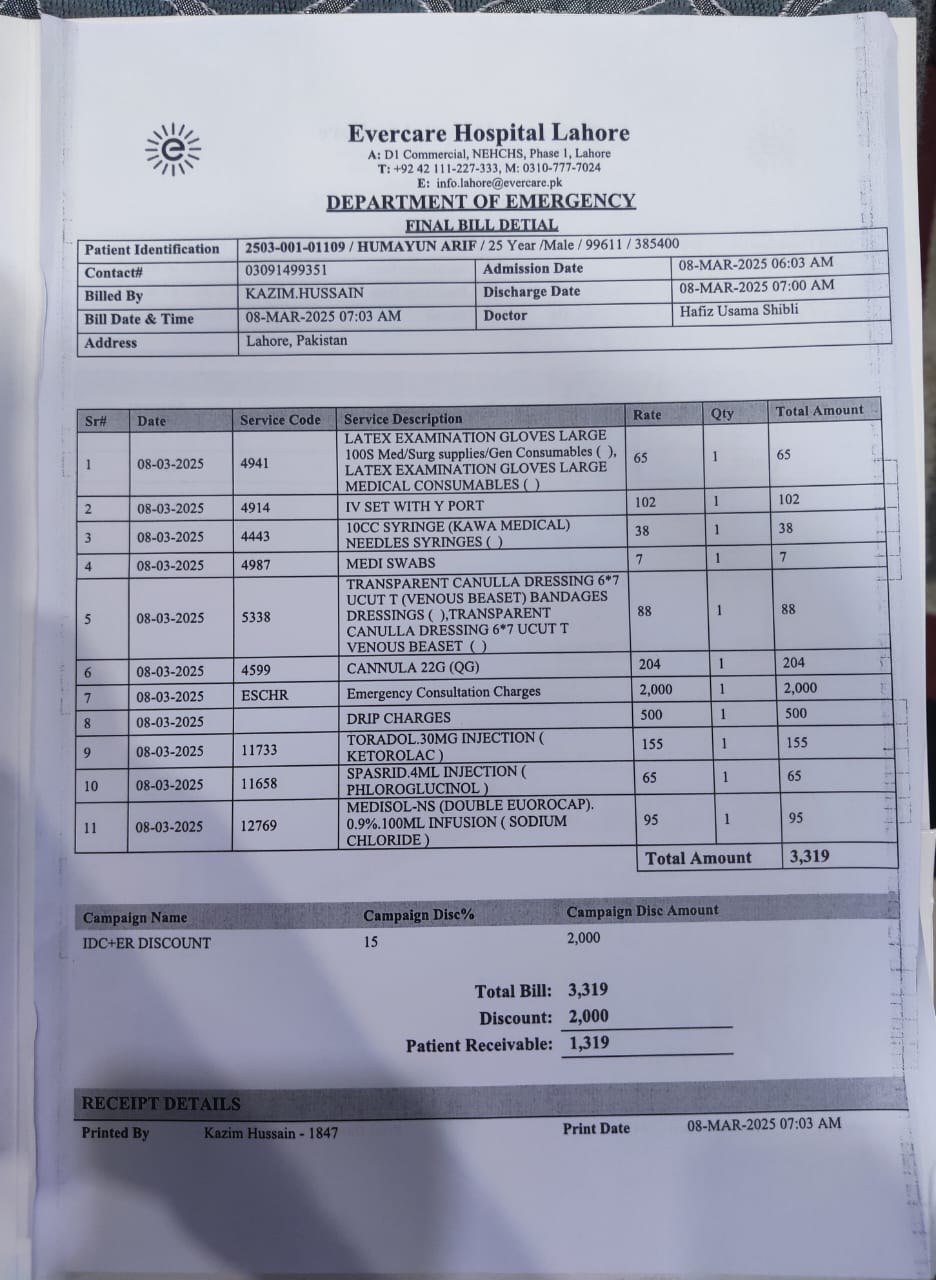 Evercare Hospital Lahore
A: D1 Commercial, NEHCHS, Phase 1, Lahore
T: +92 42 111-227-333, M: 0310-777-7024
E: info.lahore@evercare.pk
DEPARTMENT OF EMERGENCY
FINAL BILL DETIAL
Patient Identification 2503-001-01109 / HUMAYUN ARIF / 25 Year /Male / 99611 / 385400
Contact# 03091499351 Admission Date 08-MAR-2025 06:03 AM
Billed By KAZIM.HUSSAIN Discharge Date 08-MAR-2025 07:00 AM
Bill Date & Time 08-MAR-2025 07:03 AM Doctor Hafiz Usama Shibli
Address Lahore, Pakistan
Sr# Date Service Code Service Description Rate Qty Total Amount
1 08-03-2025 4941 LATEX EXAMINATION GLOVES LARGE
100S Med/Surg supplies/Gen Consumables ( ),
LATEX EXAMINATION GLOVES LARGE
MEDICAL CONSUMABLES ( ) 65 1 65
2 08-03-2025 4914 IV SET WITH Y PORT 102 1 102
3 08-03-2025 4443 10CC SYRINGE (KAWA MEDICAL)
NEEDLES SYRINGES ( ) 38 1 38
4 08-03-2025 4987 MEDI SWABS 7 1 7
5 08-03-2025 5338 TRANSPARENT CANULLA DRESSING 6*7
UCUT T (VENOUS BEASET) BANDAGES
DRESSINGS ( ),TRANSPARENT
CANULLA DRESSING 6*7 UCUT T
VENOUS BEASET ( ) 88 1 88
6 08-03-2025 4599 CANNULA 22G (QG) 204 1 204
7 08-03-2025 ESCHR Emergency Consultation Charges 2,000 1 2,000
8 08-03-2025 DRIP CHARGES 500 1 500
9 08-03-2025 11733 TORADOL.30MG INJECTION (
KETOROLAC ) 155 1 155
10 08-03-2025 11658 SPASRID.4ML INJECTION (
PHLOROGLUCINOL ) 65 1 65
11 08-03-2025 12769 MEDISOL-NS (DOUBLE EUOROCAP).
0.9%.100ML INFUSION ( SODIUM
CHLORIDE ) 95 1 95
Total Amount 3,319
Campaign Name Campaign Disc% Campaign Disc Amount
IDC+ER DISCOUNT 15 2,000
Total Bill: 3,319
Discount: 2,000
Patient Receivable: 1,319
RECEIPT DETAILS
Printed By Kazim Hussain - 1847 Print Date 08-MAR-2025 07:03 AM